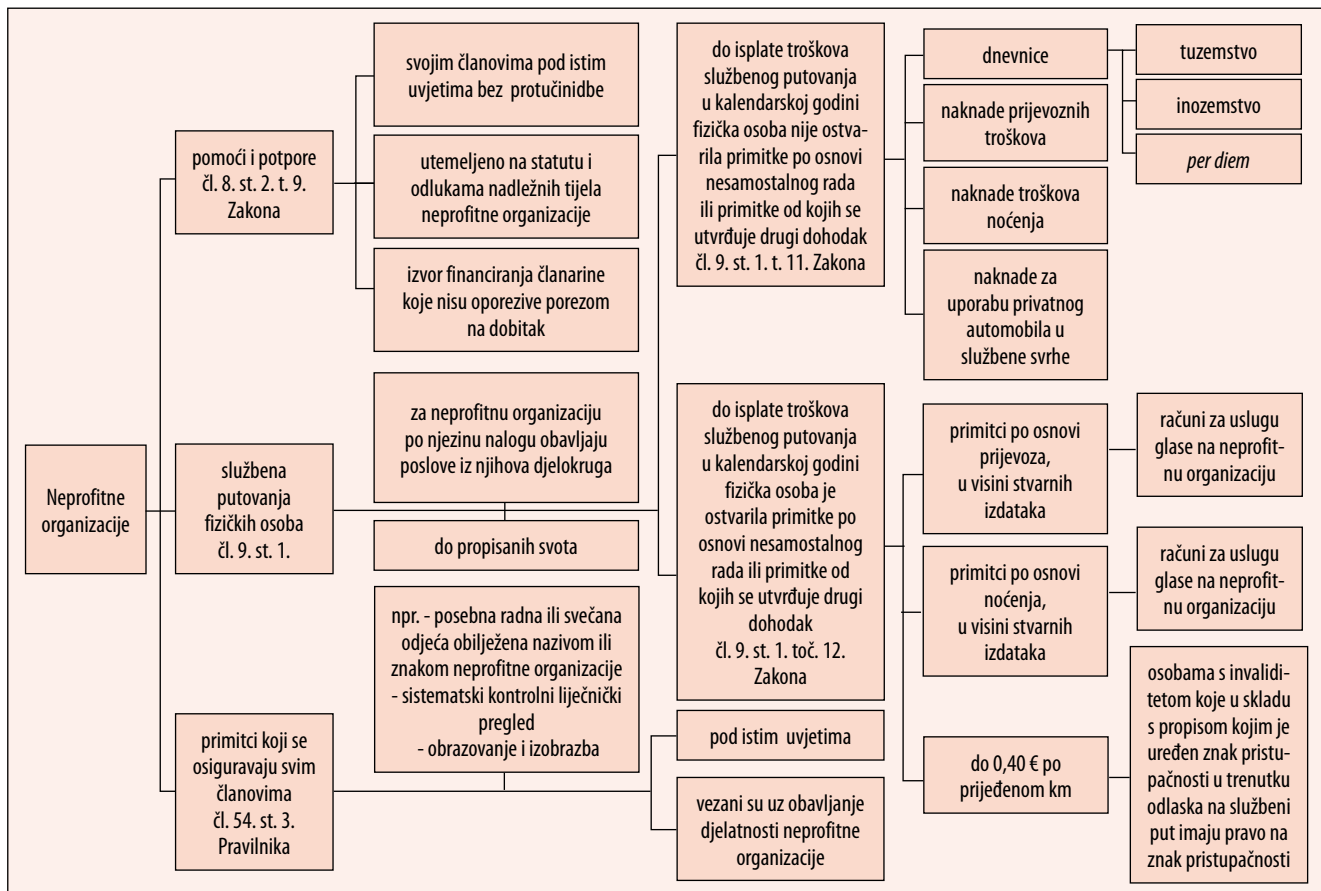 Neprofitne
organizacije
pomoći i potpore
čl. 8. st. 2. t. 9.
Zakona
svojim članovima pod istim
uvjetima bez protučinidbe
utemeljeno na statutu i
odlukama nadležnih tijela
neprofitne organizacije
izvor financiranja članarine
koje nisu oporezive porezom
na dobitak
službena
putovanja
fizičkih osoba
čl. 9. st. 1.
za neprofitnu organizaciju
po njezinu nalogu obavljaju
poslove iz njihova djelokruga
do propisanih svota
do isplate troškova
službenog putovanja
u kalendarskoj godini
fizička osoba nije ostva-
rila primitke po osnovi
nesamostalnog rada
ili primitke od kojih se
utvrđuje drugi dohodak
čl. 9. st. 1. t. 11. Zakona
dnevnice
tuzemstvo
inozemstvo
per diem
naknade prijevoznih
troškova
naknade troškova
noćenja
naknade za
uporabu privatnog
automobila u
službene svrhe
do isplate troškova
službenog putovanja
u kalendarskoj godini
fizička osoba je
ostvarila primitke po
osnovi nesamostalnog
rada ili primitke od
kojih se utvrđuje drugi
dohodak
čl. 9. st. 1. toč. 12.
Zakona
primitci po osnovi
prijevoza,
u visini stvarnih
izdataka
računi za uslugu
glase na neprofit-
nu organizaciju
primitci po osnovi
noćenja,
u visini stvarnih
izdataka
računi za uslugu
glase na neprofit-
nu organizaciju
do 0,40 € po
prijeđenom km
osobama s invalidi-
tetom koje u skladu
s propisom kojim je
uređen znak pristu-
pačnosti u trenutku
odlaska na službeni
put imaju pravo na
znak pristupačnosti
primitci koji se
osiguravaju svim
članovima
čl. 54. st. 3.
Pravilnika
npr. - posebna radna ili svečana
odjeća obilježena nazivom ili
znakom neprofitne organizacije
- sistematski kontrolni liječnički
pregled
- obrazovanje i izobrazba
pod istim uvjetima
vezani su uz obavljanje
djelatnosti neprofitne
organizacije